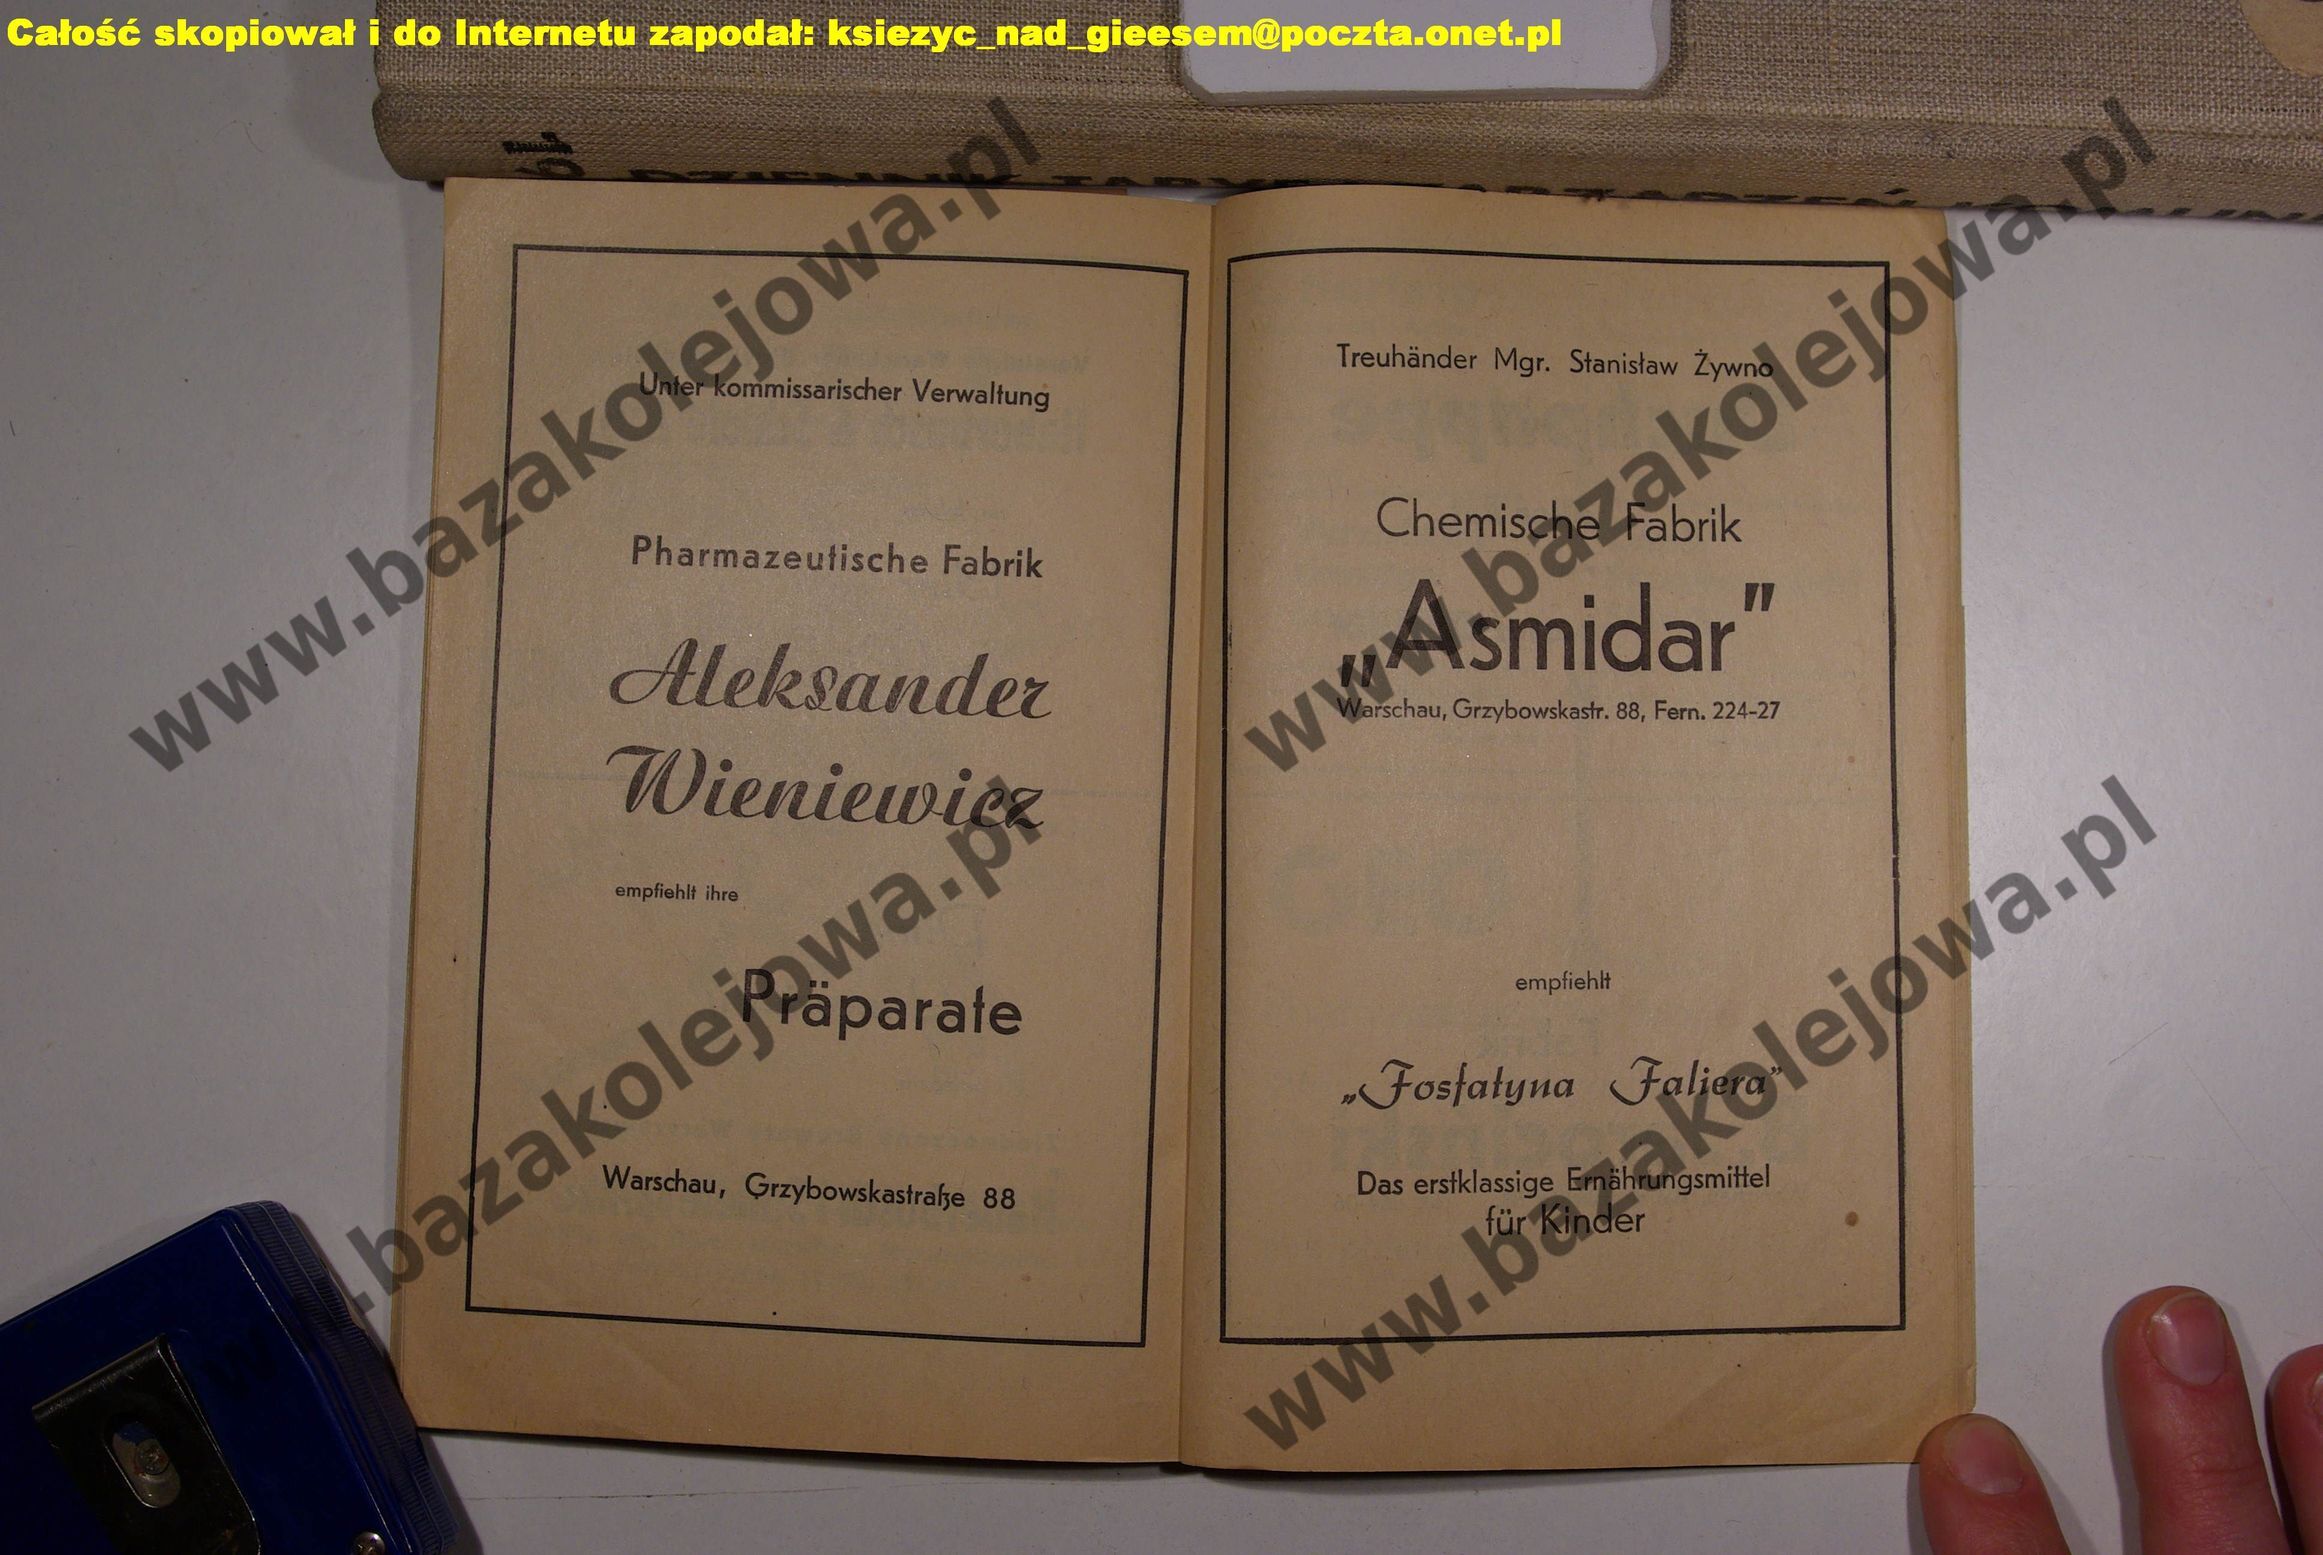 Całość skopiował i do Internetu zapodał: ksiezyc_nad_gieesem@poczta.onet.pl
Unter kommissarischer Verwaltung
Pharmazeutische Fabrik
Aleksander
Wieniewicz
empfiehlt ihre
Präparate
Warschau, Grzybowskastraße 88
Treuhänder Mgr. Stanisław Żywno
Chemische Fabrik
„Asmidar"
Warschau, Grzybowskastr. 88, Fern. 224-27
empfiehlt
„Fosfatyna Faliera"
Das erstklassige Ernährungsmittel
für Kinder
www.bazakolejowa.pl
www.bazakolejowa.pl
www.bazakolejowa.pl
www.bazakolejowa.pl